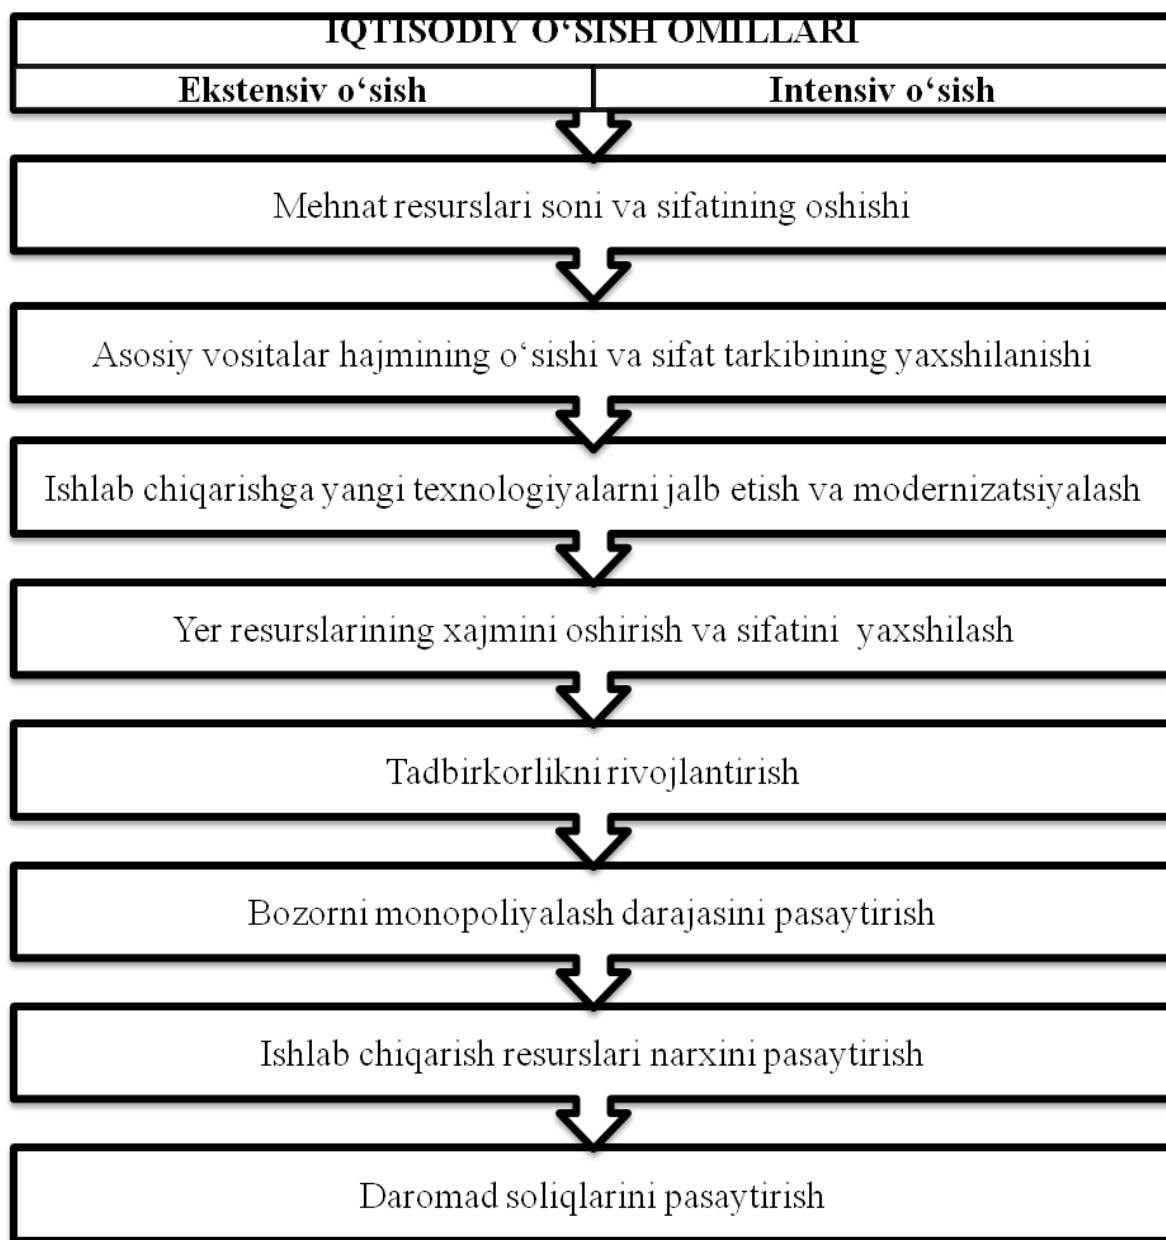 IQTISODIY O‘SISH OMILLARI
Ekstensiv o‘sish
Intensiv o‘sish
Mehnat resurslari soni va sifatining oshishi
Asosiy vositalar hajmining o‘sishi va sifat tarkibining yaxshilanishi
Ishlab chiqarishga yangi texnologiyalarni jalb etish va modernizatsiyalash
Yer resurslarining xajmini oshirish va sifatini yaxshilash
Tadbirkorlikni rivojlantirish
Bozorni monopoliyalash darajasini pasaytirish
Ishlab chiqarish resurslari narxini pasaytirish
Daromad soliqlarini pasaytirish